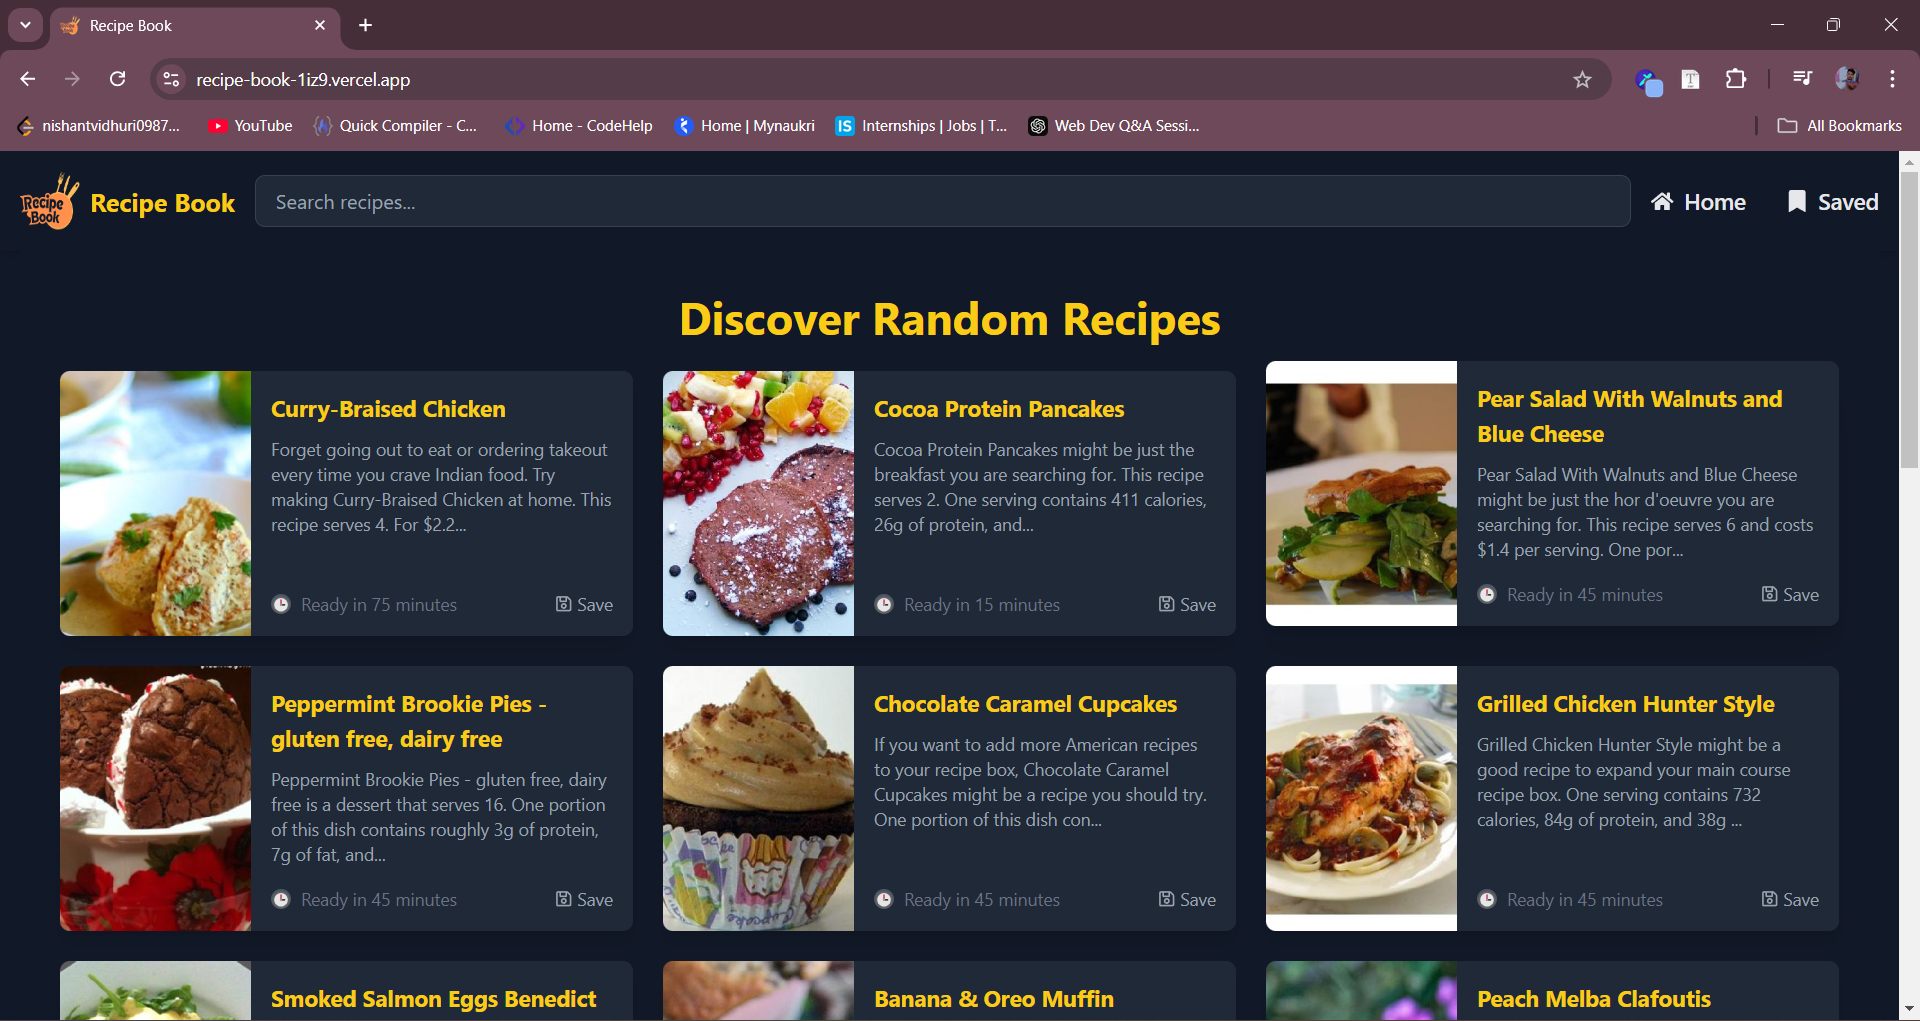 Recipe Book
recipe-book-1iz9.vercel.app
nishantvidhuri0987...
YouTube
Quick Compiler - C...
Home - CodeHelp
Home | Mynaukri
IS
Internships | Jobs | T...
Web Dev Q&A Sessi...
All Bookmarks
Recipe
Book
Recipe Book
Search recipes...
Home
Saved
Discover Random Recipes
Curry-Braised Chicken
Forget going out to eat or ordering takeout
every time you crave Indian food. Try
making Curry-Braised Chicken at home. This
recipe serves 4. For $2.2...
Ready in 75 minutes
Save
Cocoa Protein Pancakes
Cocoa Protein Pancakes might be just the
breakfast you are searching for. This recipe
serves 2. One serving contains 411 calories,
26g of protein, and...
Ready in 15 minutes
Save
Pear Salad With Walnuts and
Blue Cheese
Pear Salad With Walnuts and Blue Cheese
might be just the hor d'oeuvre you are
searching for. This recipe serves 6 and costs
$1.4 per serving. One por...
Ready in 45 minutes
Save
Peppermint Brookie Pies -
gluten free, dairy free
Peppermint Brookie Pies - gluten free, dairy
free is a dessert that serves 16. One portion
of this dish contains roughly 3g of protein,
7g of fat, and...
Ready in 45 minutes
Save
Chocolate Caramel Cupcakes
If you want to add more American recipes
to your recipe box, Chocolate Caramel
Cupcakes might be a recipe you should try.
One portion of this dish con...
Ready in 45 minutes
Save
Grilled Chicken Hunter Style
Grilled Chicken Hunter Style might be a
good recipe to expand your main course
recipe box. One serving contains 732
calories, 84g of protein, and 38g ...
Ready in 45 minutes
Save
Smoked Salmon Eggs Benedict
Banana & Oreo Muffin
Peach Melba Clafoutis